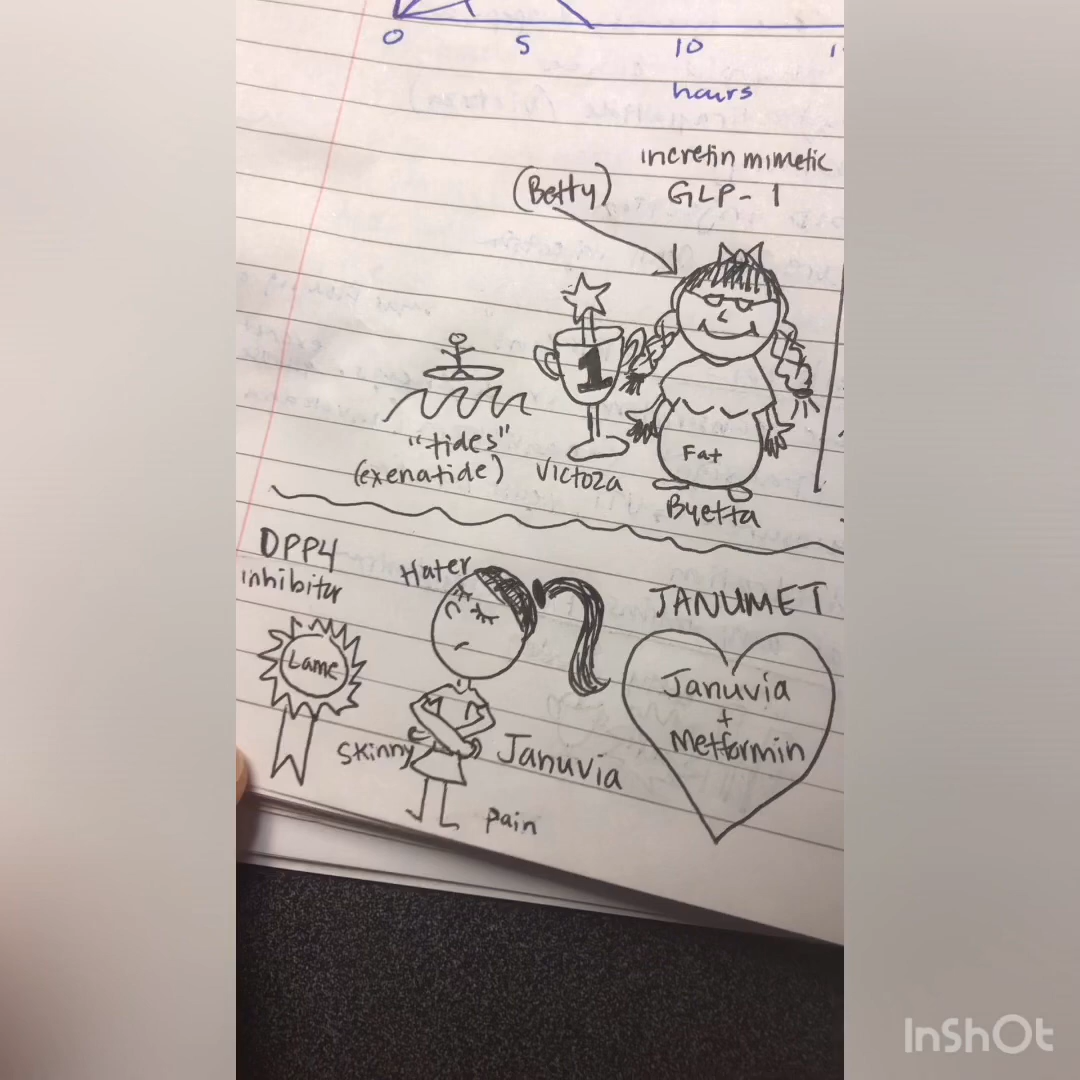 0 5 10
hours
incretin mimetic
(Betty) GLP-1
1
Fat
"tides"
(exenatide)
Victoza
Byetta
DPP4
inhibitor
Hater
JANUMET
Lame
Januvia
+
Metformin
Skinny
Januvia
pain
InShOt